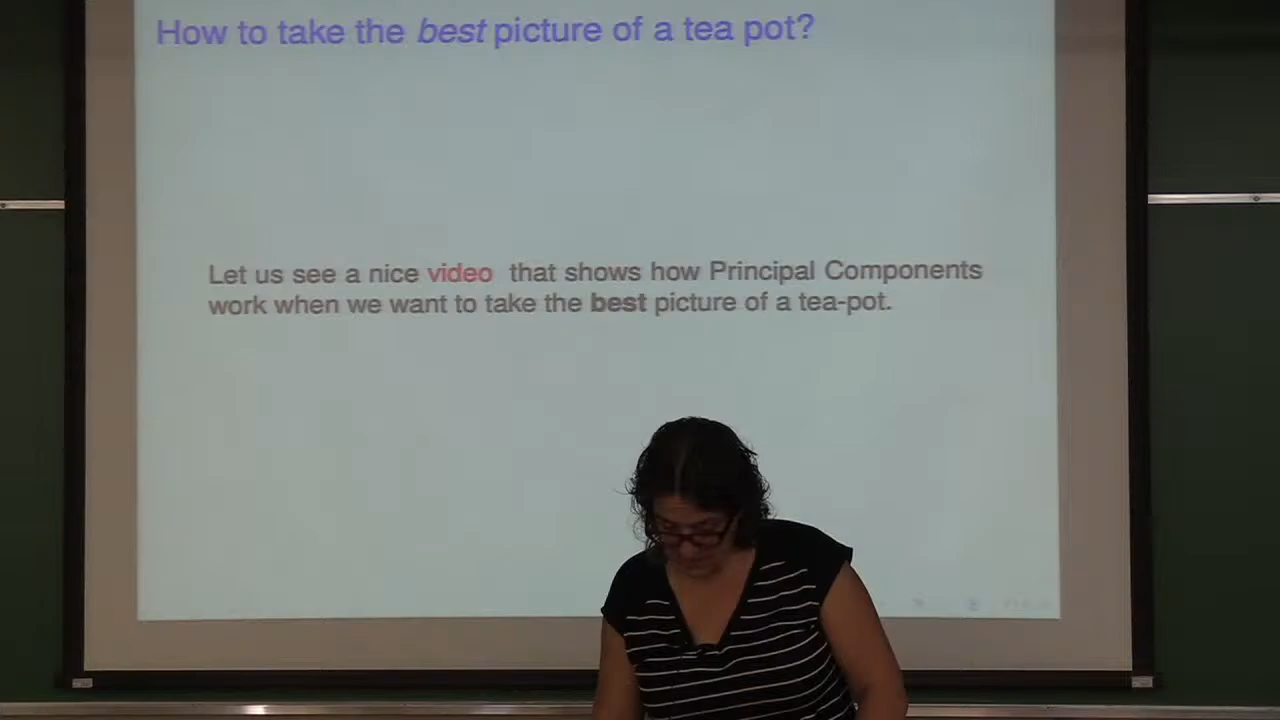 How to take the best picture of a tea pot?
Let us see a nice video that shows how Principal Components
work when we want to take the best picture of a tea-pot.